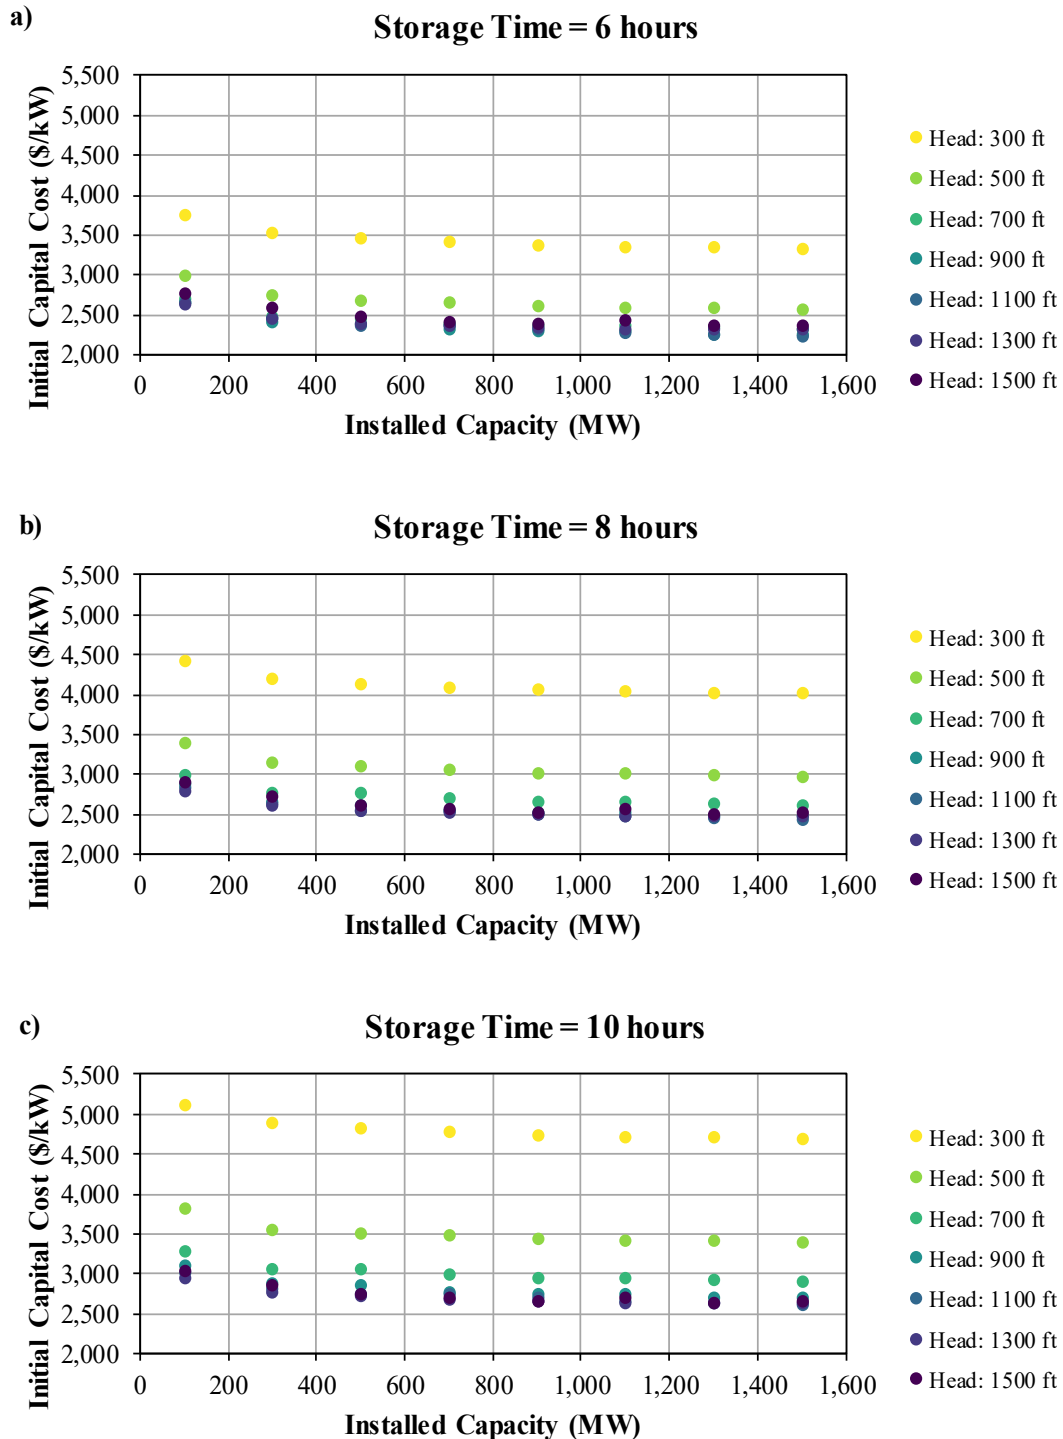 a)
Storage Time = 6 hours
Initial Capital Cost ($/kW)
5,500
5,000
4,500
4,000
3,500
3,000
2,500
2,000
0 200 400 600 800 1,000 1,200 1,400 1,600
Installed Capacity (MW)
Head: 300 ft
Head: 500 ft
Head: 700 ft
Head: 900 ft
Head: 1100 ft
Head: 1300 ft
Head: 1500 ft
b)
Storage Time = 8 hours
Initial Capital Cost ($/kW)
5,500
5,000
4,500
4,000
3,500
3,000
2,500
2,000
0 200 400 600 800 1,000 1,200 1,400 1,600
Installed Capacity (MW)
Head: 300 ft
Head: 500 ft
Head: 700 ft
Head: 900 ft
Head: 1100 ft
Head: 1300 ft
Head: 1500 ft
c)
Storage Time = 10 hours
Initial Capital Cost ($/kW)
5,500
5,000
4,500
4,000
3,500
3,000
2,500
2,000
0 200 400 600 800 1,000 1,200 1,400 1,600
Installed Capacity (MW)
Head: 300 ft
Head: 500 ft
Head: 700 ft
Head: 900 ft
Head: 1100 ft
Head: 1300 ft
Head: 1500 ft